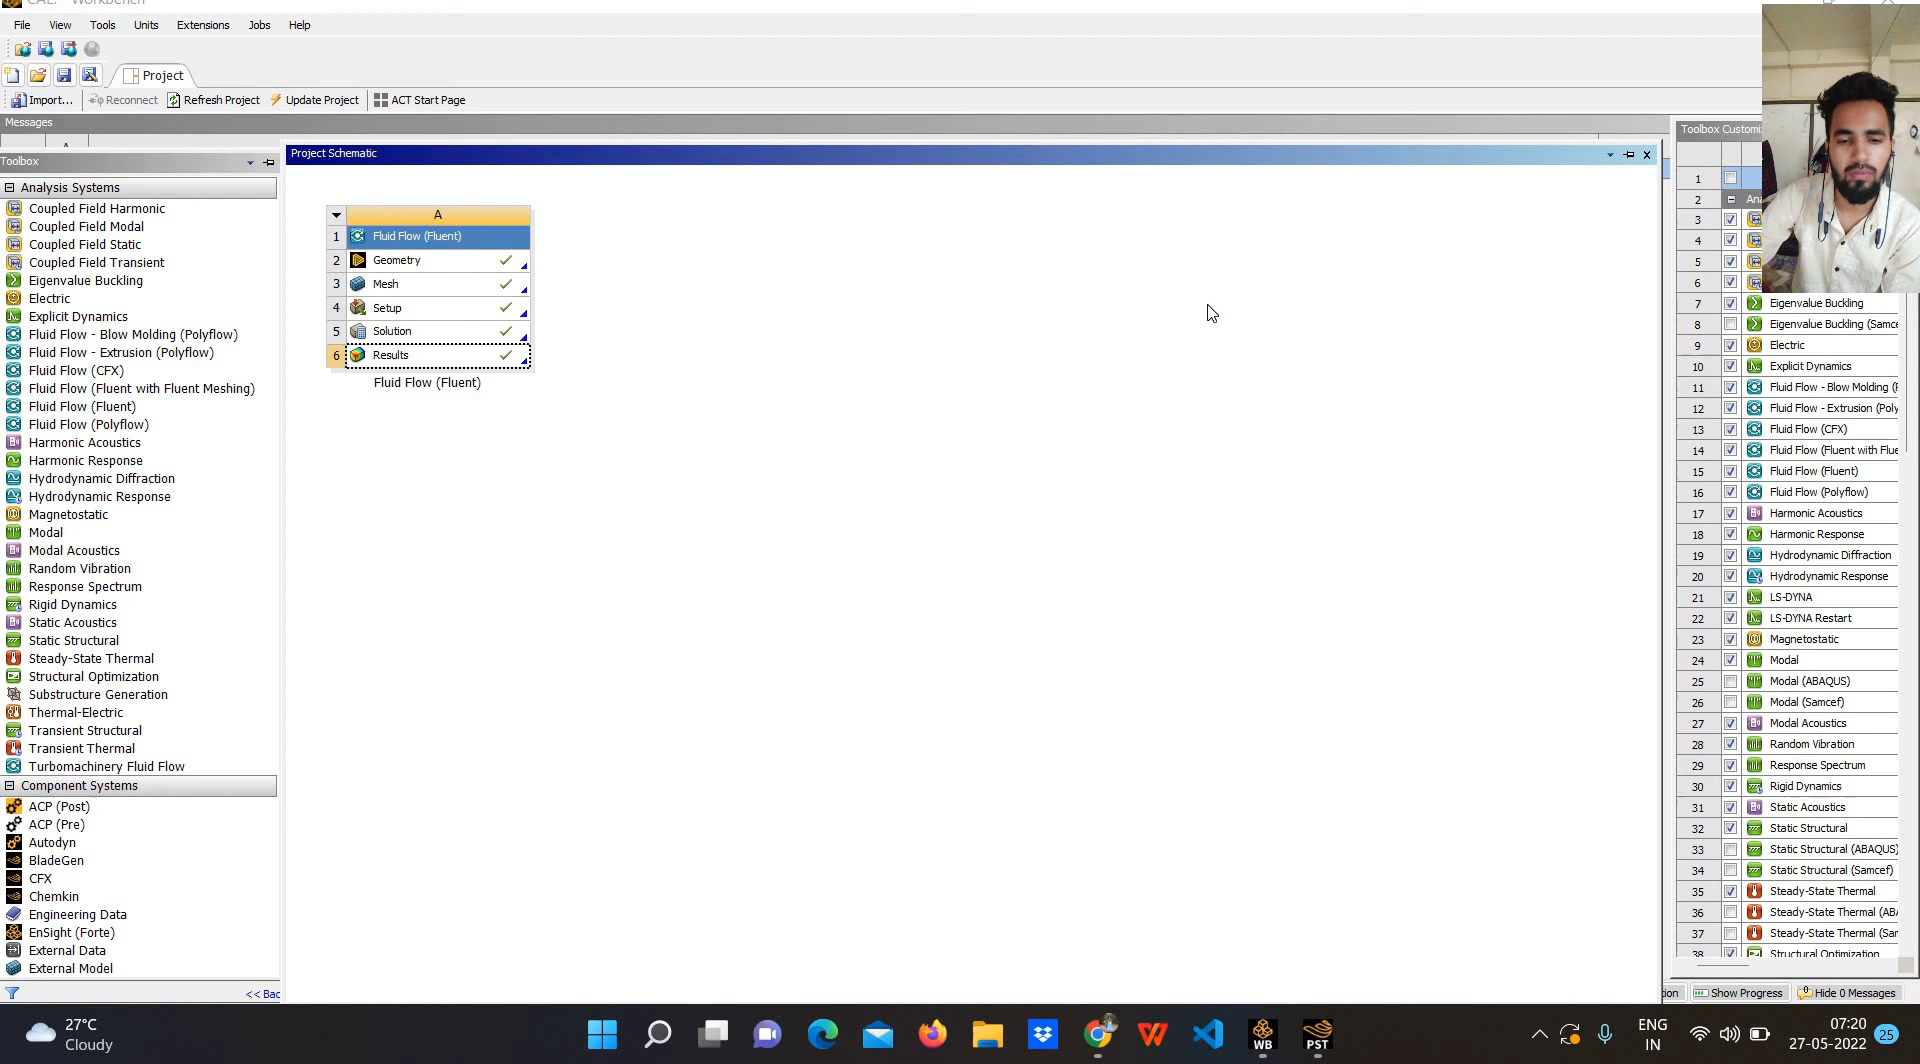 CAE. - Workbench
File View Tools Units Extensions Jobs Help
Project
Import... Reconnect Refresh Project Update Project ACT Start Page
Messages
A
Toolbox
Analysis Systems
Coupled Field Harmonic
Coupled Field Modal
Coupled Field Static
Coupled Field Transient
Eigenvalue Buckling
Electric
Explicit Dynamics
Fluid Flow - Blow Molding (Polyflow)
Fluid Flow - Extrusion (Polyflow)
Fluid Flow (CFX)
Fluid Flow (Fluent with Fluent Meshing)
Fluid Flow (Fluent)
Fluid Flow (Polyflow)
Harmonic Acoustics
Harmonic Response
Hydrodynamic Diffraction
Hydrodynamic Response
Magnetostatic
Modal
Modal Acoustics
Random Vibration
Response Spectrum
Rigid Dynamics
Static Acoustics
Static Structural
Steady-State Thermal
Structural Optimization
Substructure Generation
Thermal-Electric
Transient Structural
Transient Thermal
Turbomachinery Fluid Flow
Component Systems
ACP (Post)
ACP (Pre)
Autodyn
BladeGen
CFX
Chemkin
Engineering Data
EnSight (Forte)
External Data
External Model
<< Bac
Project Schematic
A
1 Fluid Flow (Fluent)
2 Geometry
3 Mesh
4 Setup
5 Solution
6 Results
Fluid Flow (Fluent)
Toolbox Customiz
1
2 Ana
3
4
5
6
7 Eigenvalue Buckling
8 Eigenvalue Buckling (Samce
9 Electric
10 Explicit Dynamics
11 Fluid Flow - Blow Molding (P
12 Fluid Flow - Extrusion (Poly
13 Fluid Flow (CFX)
14 Fluid Flow (Fluent with Flue
15 Fluid Flow (Fluent)
16 Fluid Flow (Polyflow)
17 Harmonic Acoustics
18 Harmonic Response
19 Hydrodynamic Diffraction
20 Hydrodynamic Response
21 LS-DYNA
22 LS-DYNA Restart
23 Magnetostatic
24 Modal
25 Modal (ABAQUS)
26 Modal (Samcef)
27 Modal Acoustics
28 Random Vibration
29 Response Spectrum
30 Rigid Dynamics
31 Static Acoustics
32 Static Structural
33 Static Structural (ABAQUS)
34 Static Structural (Samcef)
35 Steady-State Thermal
36 Steady-State Thermal (ABA
37 Steady-State Thermal (Sam
38 Structural Optimization
tion Show Progress Hide 0 Messages
27°C
Cloudy
WB
PST
ENG
IN
07:20
27-05-2022
25